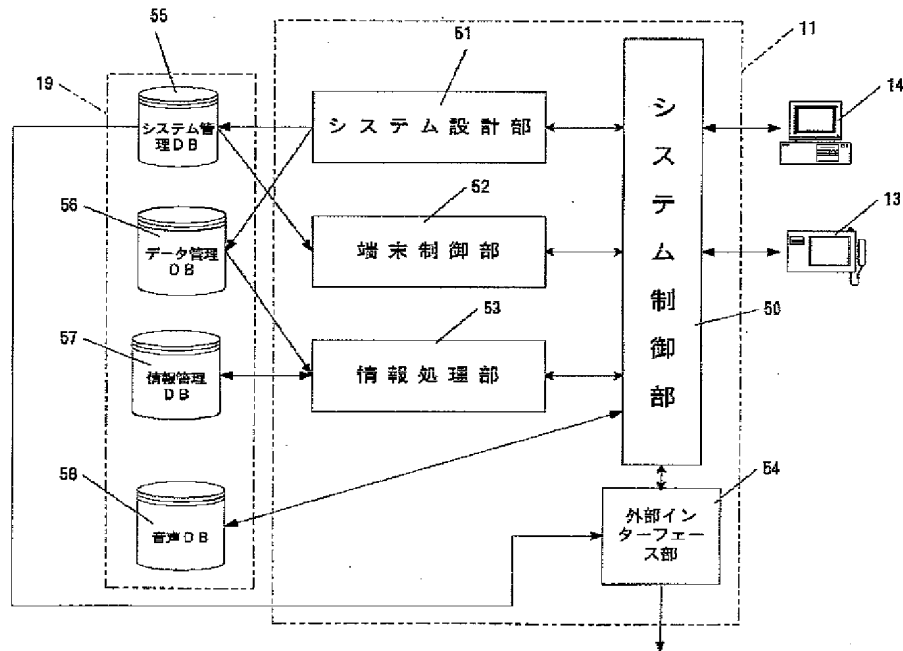 55
51
11
19
システム管
理DB
システム設計部
14
56
52
データ管理
DB
端末制御部
13
57
53
50
情報管理
DB
情報処理部
システム制御部
58
54
音声DB
外部イン
ターフェー
ス部